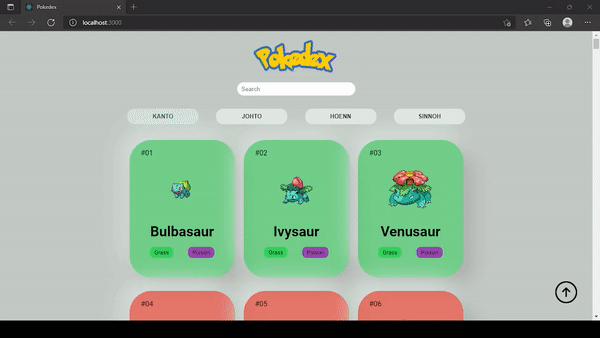 Pokedex
localhost:3000
Pokedex
Search
KANTO JOHTO HOENN SINNOH
#01 #02 #03
Bulbasaur Ivysaur Venusaur
Grass Poison Grass Poison Grass Poison
#04 #05 #06